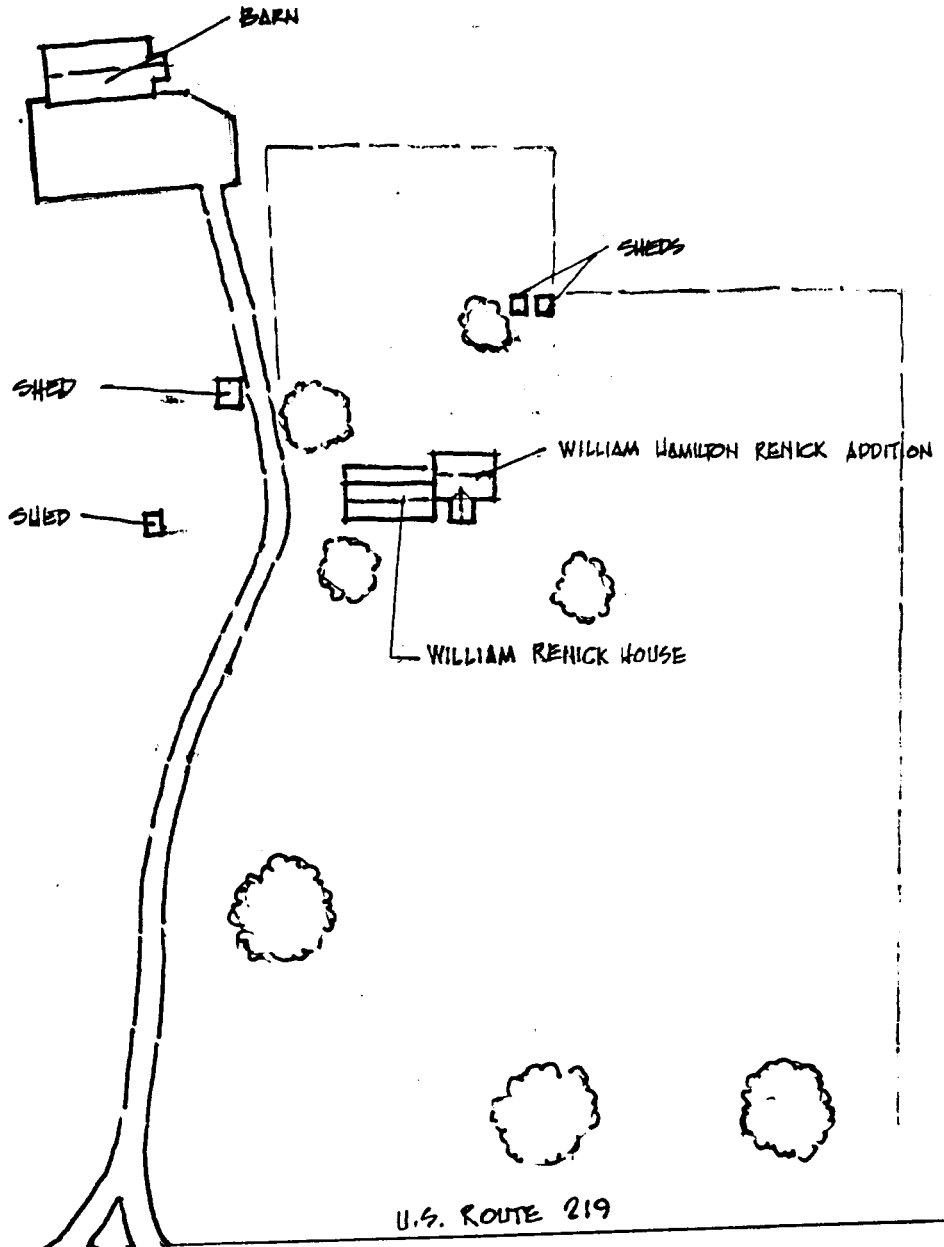 BARN
SHEDS
SHED
WILLIAM HAMILTON RENICK ADDITION
SHED
WILLIAM RENICK HOUSE
U.S. ROUTE 219